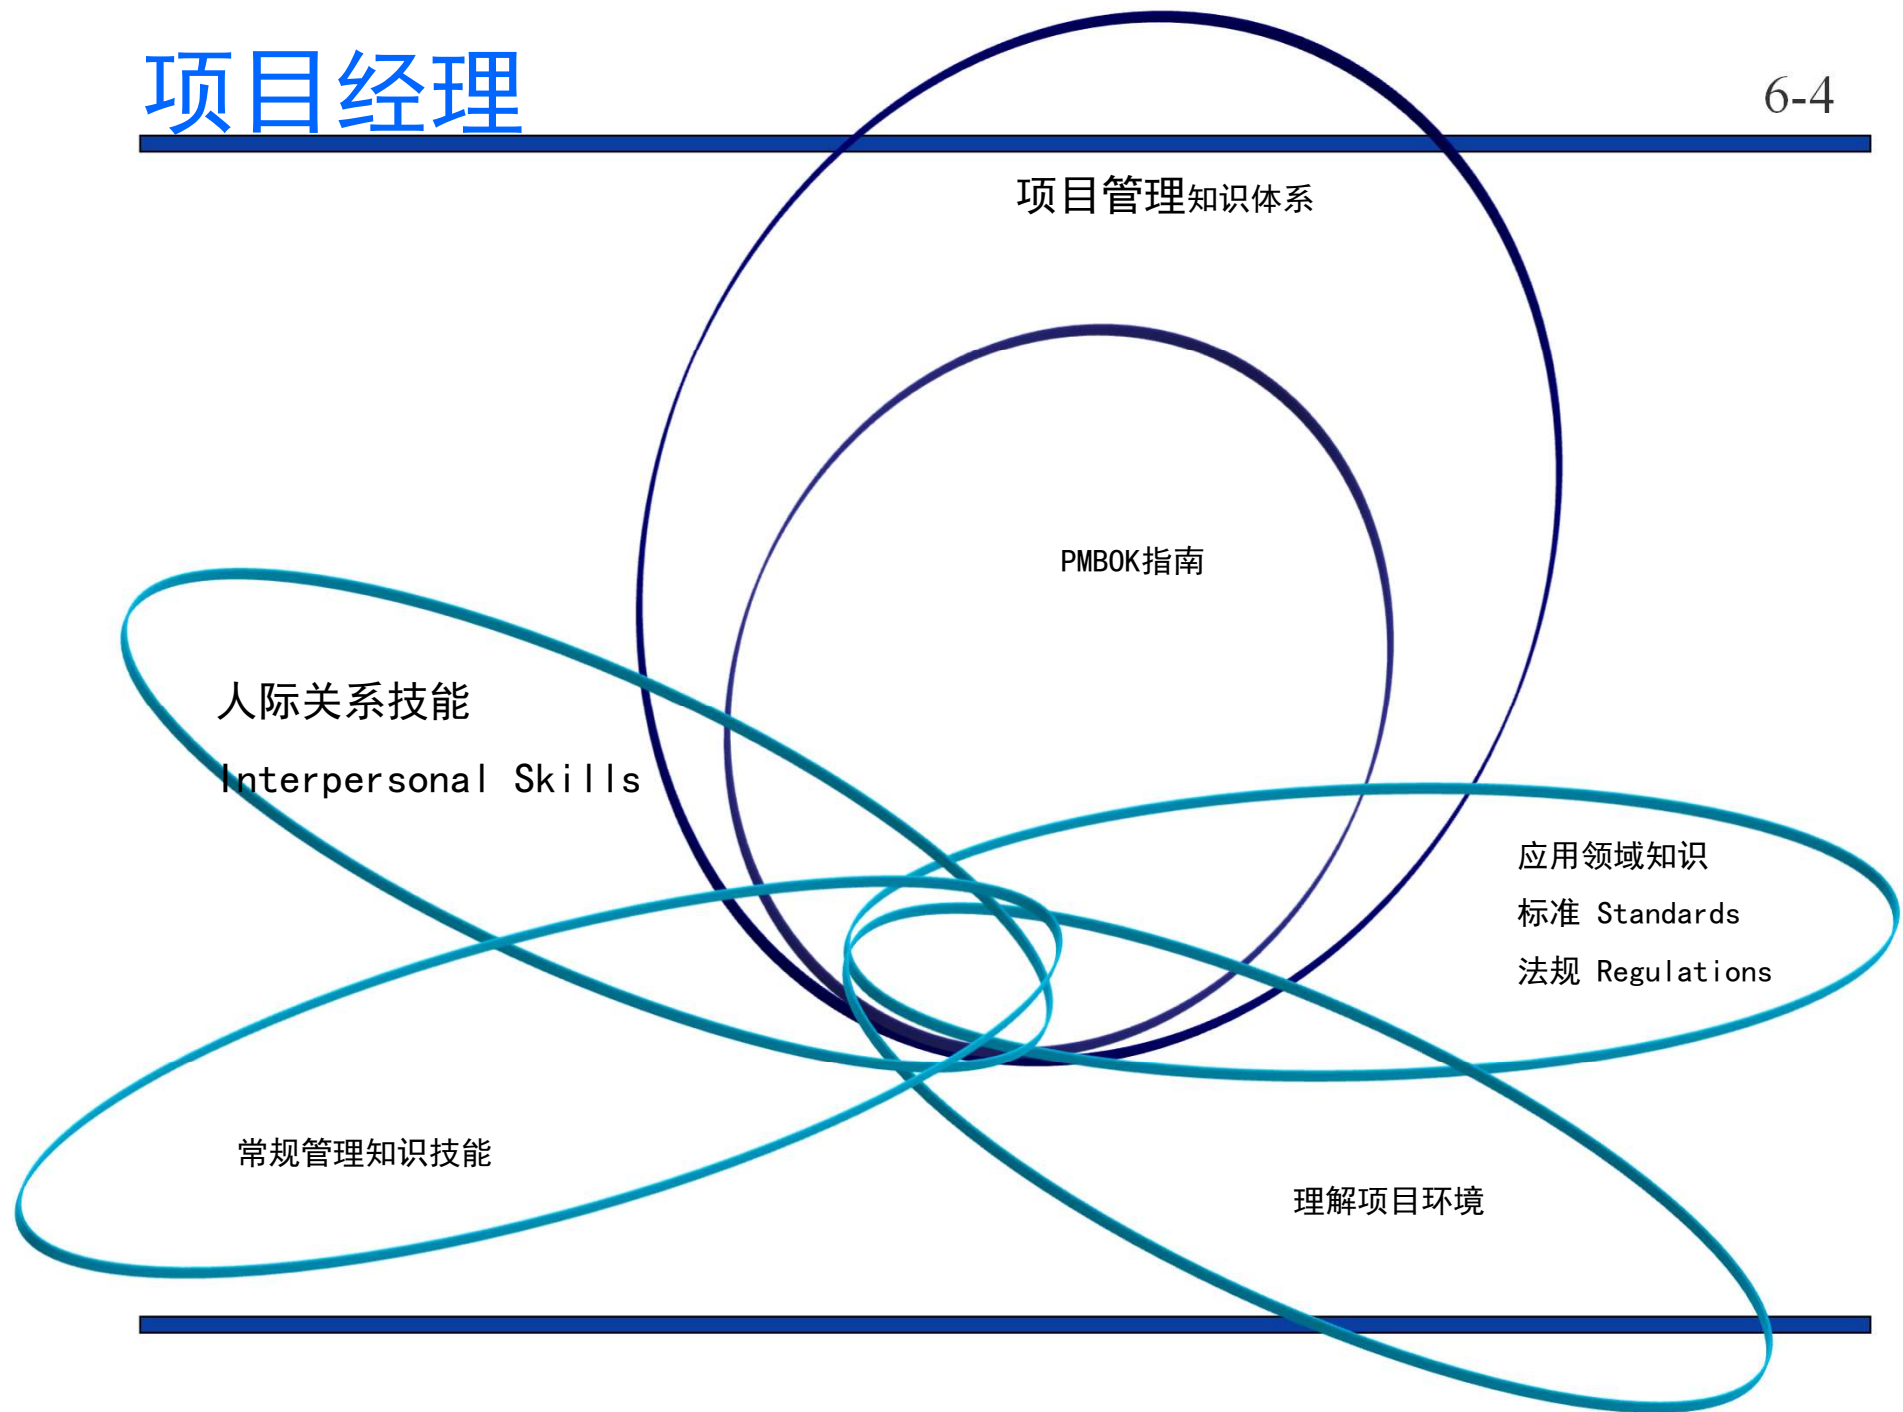 项目经理
6-4
项目管理知识体系
PMBOK指南
人际关系技能
Interpersonal Skills
应用领域知识
标准 Standards
法规 Regulations
常规管理知识技能
理解项目环境